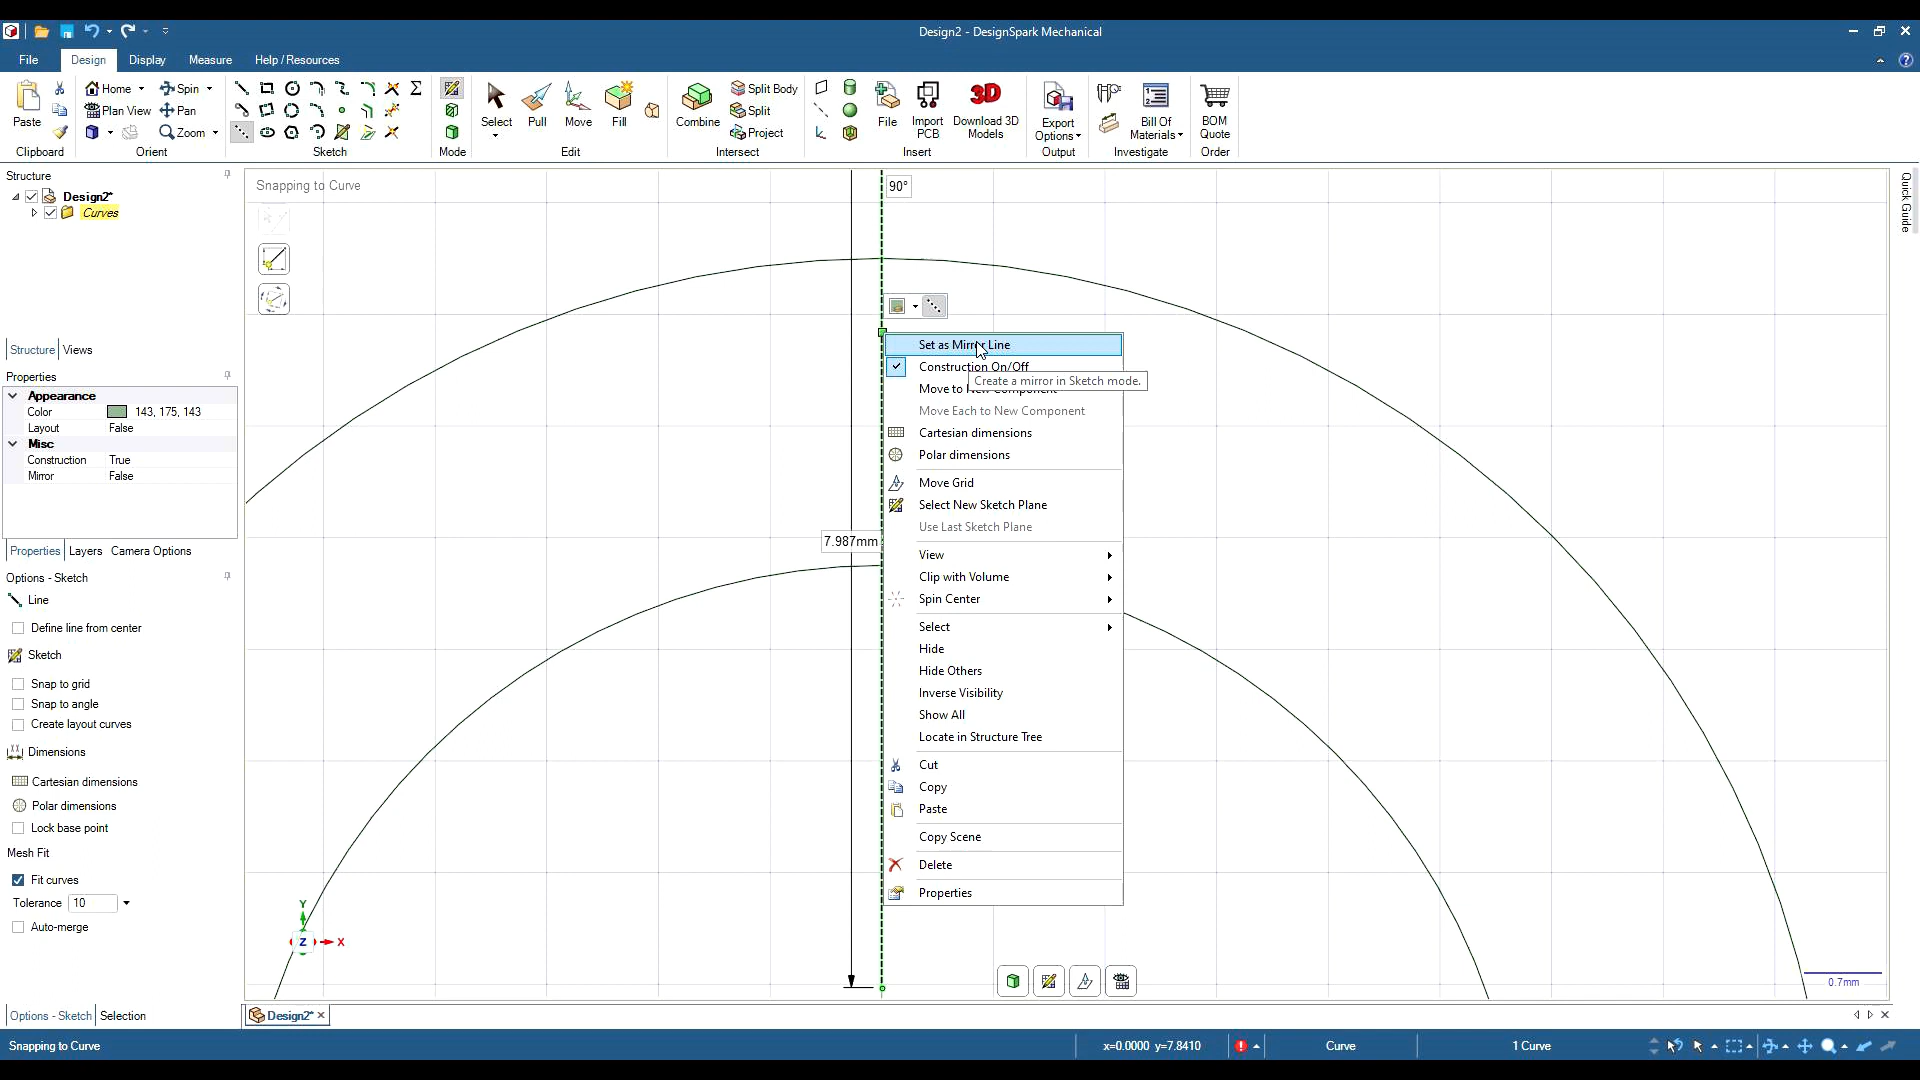 Design2 - DesignSpark Mechanical
File Design Display Measure Help / Resources
Paste
Clipboard
Home Spin
Plan View Pan
Zoom
Orient
Sketch
Mode
Select Pull Move Fill
Edit
Combine
Split Body
Split
Project
Intersect
File
Import PCB
Download 3D Models
Insert
Export Options
Output
Bill Of Materials
Investigate
BOM Quote
Order
Structure
Design2*
Curves
Structure Views
Properties
Appearance
Color 143, 175, 143
Layout False
Misc
Construction True
Mirror False
Properties Layers Camera Options
Options - Sketch
Line
Define line from center
Sketch
Snap to grid
Snap to angle
Create layout curves
Dimensions
Cartesian dimensions
Polar dimensions
Lock base point
Mesh Fit
Fit curves
Tolerance 10
Auto-merge
Options - Sketch Selection
Snapping to Curve
90°
7.987mm
Set as Mirror Line
Construction On/Off
Create a mirror in Sketch mode.
Move to New Component
Move Each to New Component
Cartesian dimensions
Polar dimensions
Move Grid
Select New Sketch Plane
Use Last Sketch Plane
View
Clip with Volume
Spin Center
Select
Hide
Hide Others
Inverse Visibility
Show All
Locate in Structure Tree
Cut
Copy
Paste
Copy Scene
Delete
Properties
Y
Z X
0.7mm
Quick Guide
Design2*
Snapping to Curve
x=0.0000 y=7.8410
Curve
1 Curve